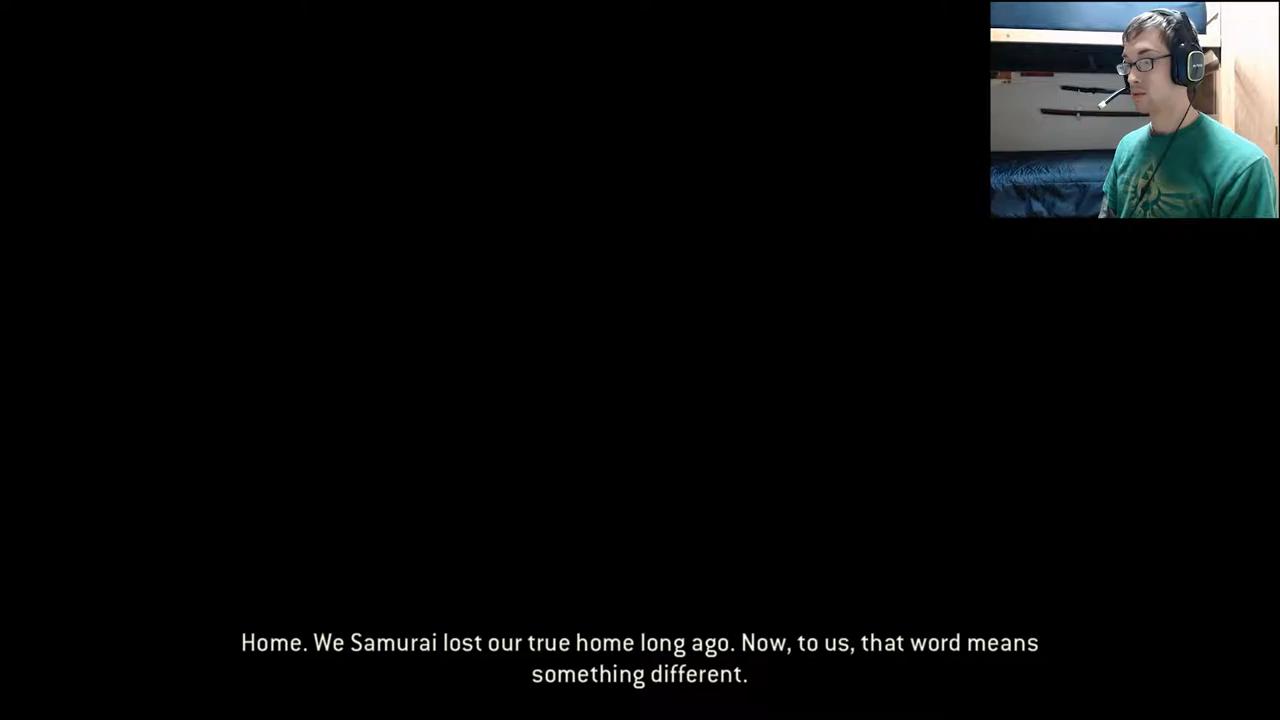 Home. We Samurai lost our true home long ago. Now, to us, that word means
something different.